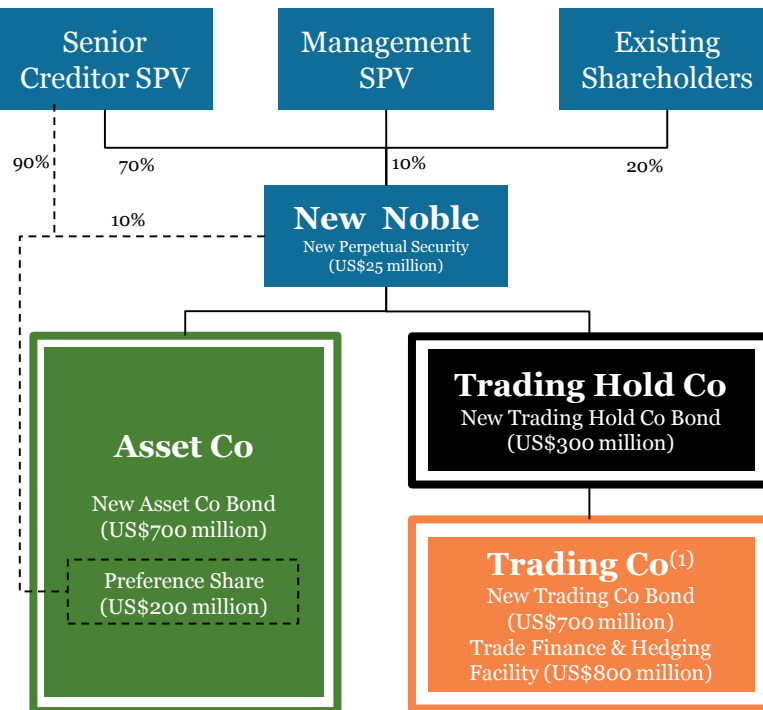 Senior
Creditor SPV
Management
SPV
Existing
Shareholders
90%
70%
10%
20%
10%
New Noble
New Perpetual Security
(US$25 million)
Asset Co
New Asset Co Bond
(US$700 million)
Preference Share
(US$200 million)
Trading Hold Co
New Trading Hold Co Bond
(US$300 million)
Trading Co(1)
New Trading Co Bond
(US$700 million)
Trade Finance & Hedging
Facility (US$800 million)